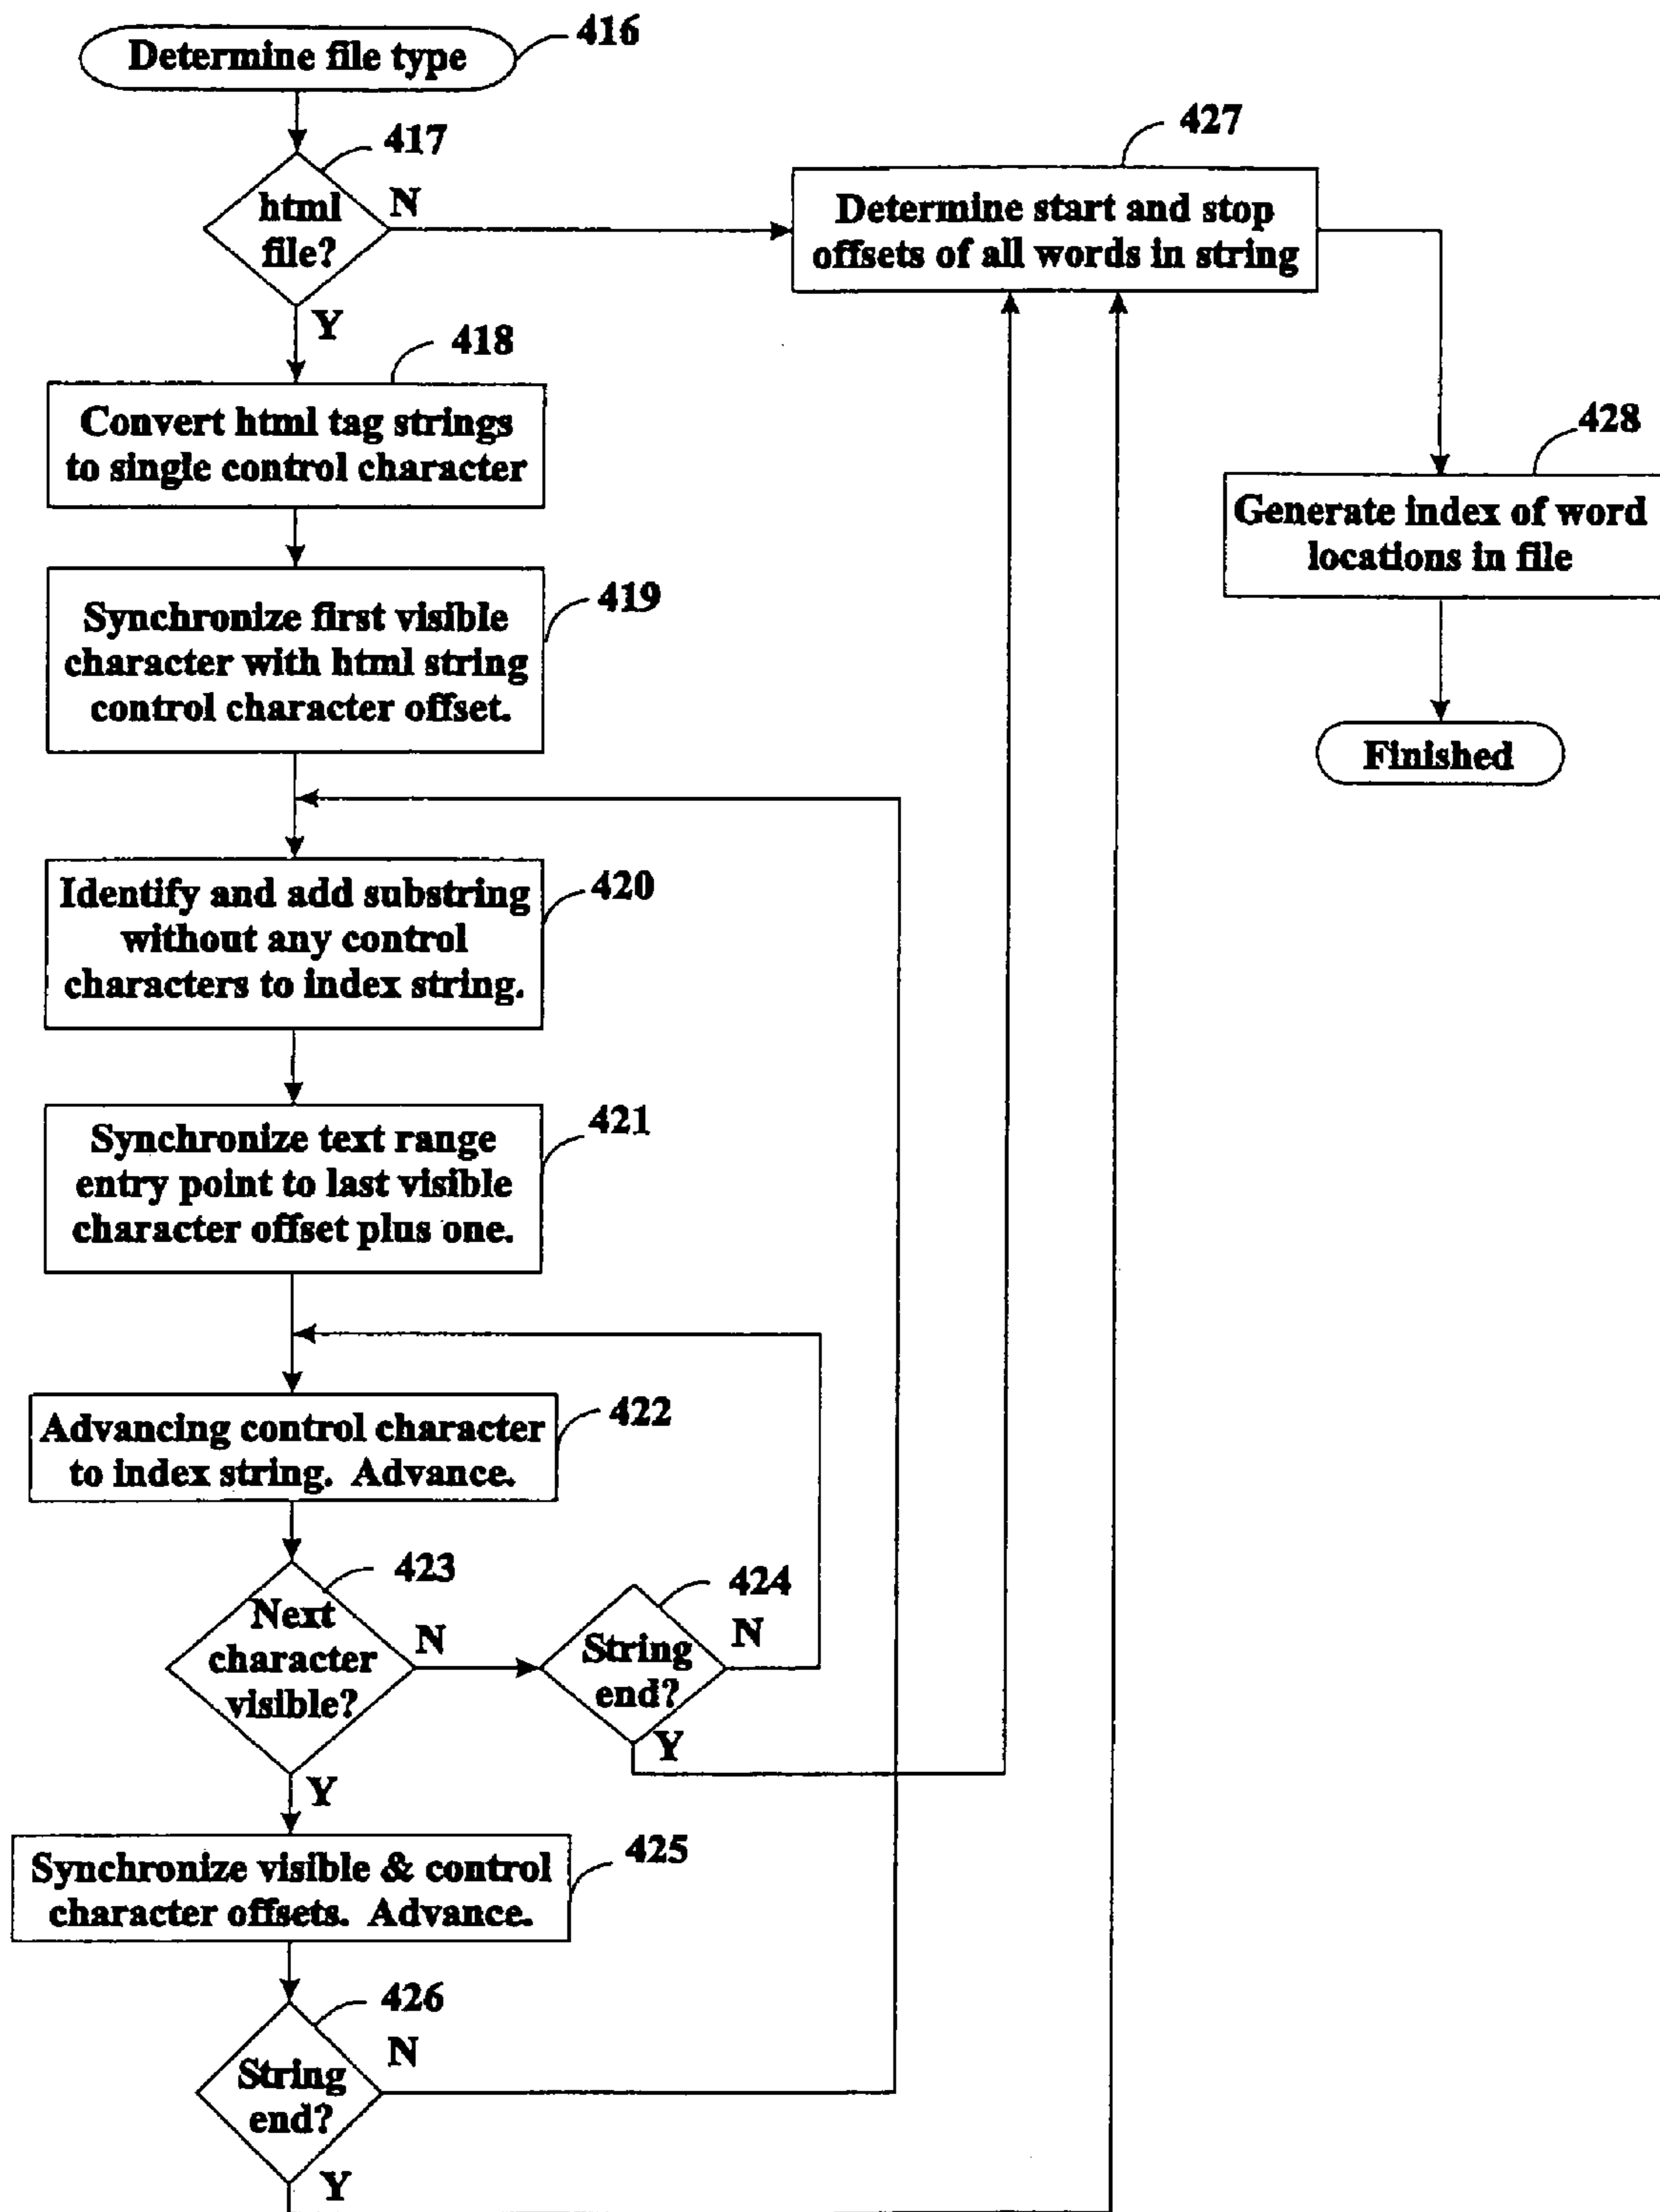 Determine file type
416
417
html
file?
N
Y
427
Determine start and stop
offsets of all words in string
418
Convert html tag strings
to single control character
428
Generate index of word
locations in file
419
Synchronize first visible
character with html string
control character offset.
Finished
420
Identify and add substring
without any control
characters to index string.
421
Synchronize text range
entry point to last visible
character offset plus one.
422
Advancing control character
to index string. Advance.
423
Next
character
visible?
N
Y
424
String
end?
N
Y
425
Synchronize visible & control
character offsets. Advance.
426
String
end?
N
Y